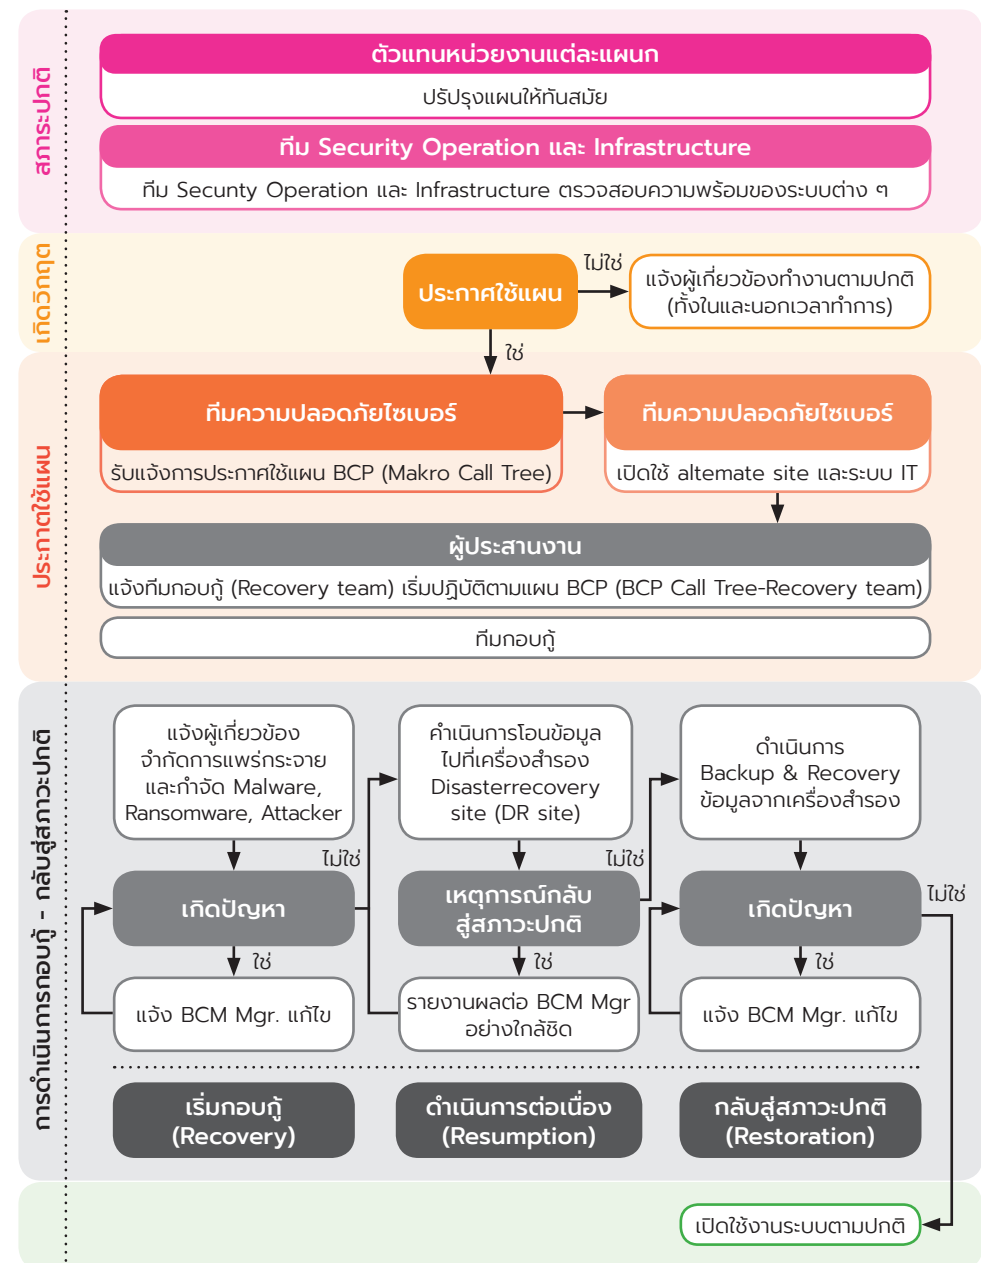 สภาระปกติ
ตัวแทนหน่วยงานแต่ละแผนก
ปรับปรุงแผนให้ทันสมัย
ทีม Security Operation และ Infrastructure
ทีม Secunty Operation และ Infrastructure ตรวจสอบความพร้อมของระบบต่าง ๆ
เกิดวิกฤต
ประกาศใช้แผน
ไม่ใช่
แจ้งผู้เกี่ยวข้องทำงานตามปกติ
(ทั้งในและนอกเวลาทำการ)
ใช่
ประกาตใช้แผน
ทีมความปลอดภัยไซเบอร์
รับแจ้งการประกาศใช้แผน BCP (Makro Call Tree)
ทีมความปลอดภัยไซเบอร์
เปิดใช้ altemate site และระบบ IT
ผู้ประสานงาน
แจ้งทีมกอบกู้ (Recovery team) เริ่มปฏิบัติตามแผน BCP (BCP Call Tree-Recovery team)
ทีมกอบกู้
การดำเนินการกอบกู้ - กลับสู่สภาวะปกติ
แจ้งผู้เกี่ยวข้อง
จำกัดการแพร่กระจาย
และกำจัด Malware,
Ransomware, Attacker
ไม่ใช่
เกิดปัญหา
ใช่
แจ้ง BCM Mgr. แก้ไข
คำเนินการโอนข้อมูล
ไปที่เครื่องสำรอง
Disasterrecovery
site (DR site)
ไม่ใช่
เหตุการณ์กลับ
สู่สภาวะปกติ
ใช่
รายงานผลต่อ BCM Mgr
อย่างใกล้ชิด
ดำเนินการ
Backup & Recovery
ข้อมูลจากเครื่องสำรอง
เกิดปัญหา
ไม่ใช่
ใช่
แจ้ง BCM Mgr. แก้ไข
เริ่มกอบกู้
(Recovery)
ดำเนินการต่อเนื่อง
(Resumption)
กลับสู่สภาวะปกติ
(Restoration)
เปิดใช้งานระบบตามปกติ